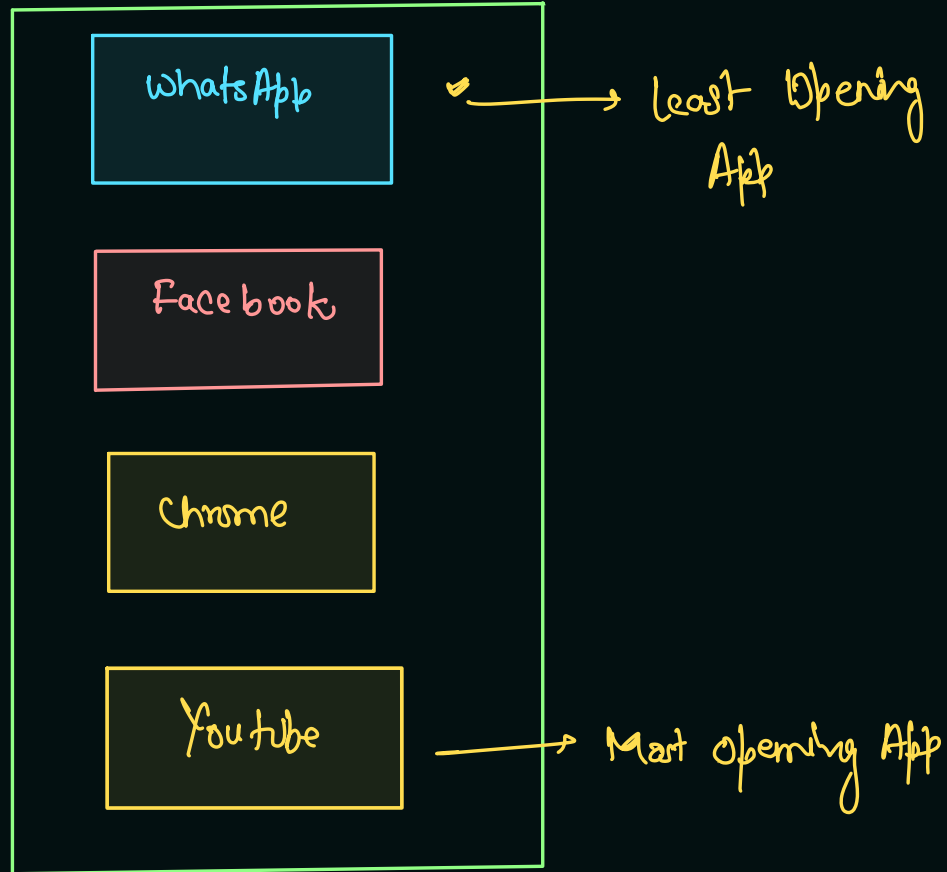 WhatsApp
Least Opening
App
Facebook
Chrome
Youtube
Most opening App